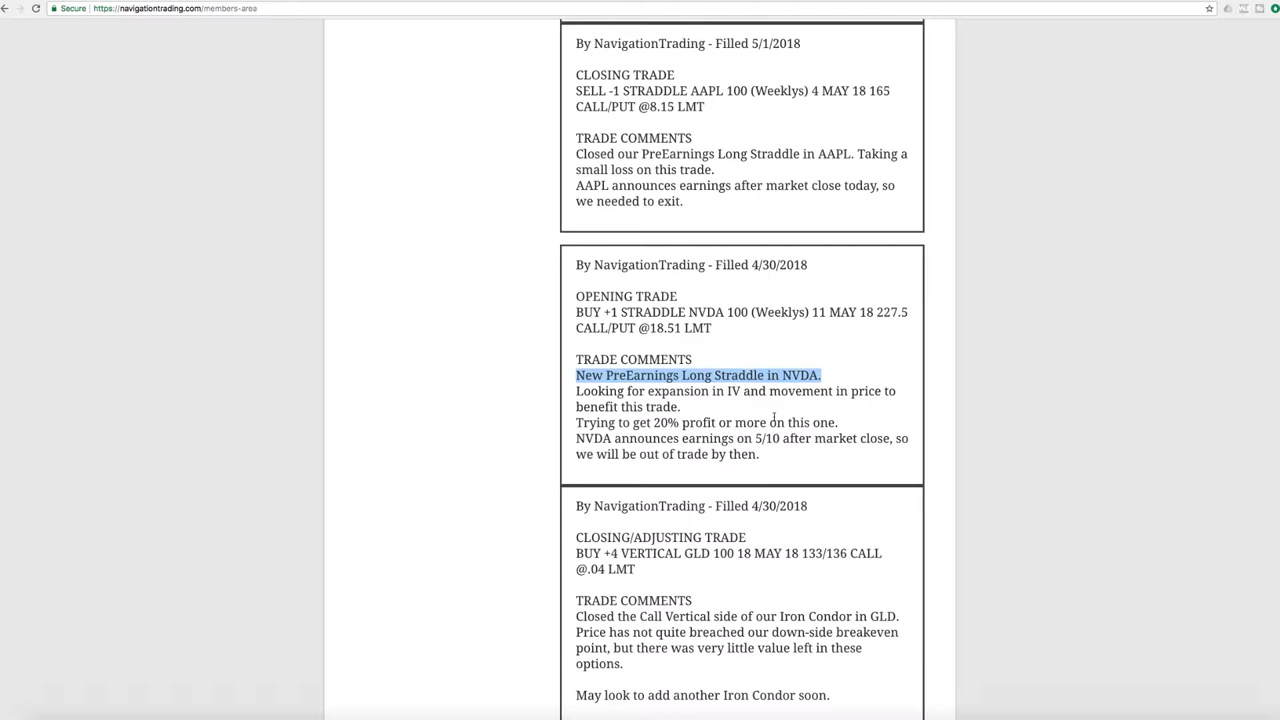 Secure
https://navigationtrading.com/members-area
By NavigationTrading - Filled 5/1/2018
CLOSING TRADE
SELL -1 STRADDLE AAPL 100 (Weeklys) 4 MAY 18 165
CALL/PUT @8.15 LMT
TRADE COMMENTS
Closed our PreEarnings Long Straddle in AAPL. Taking a
small loss on this trade.
AAPL announces earnings after market close today, so
we needed to exit.
By NavigationTrading - Filled 4/30/2018
OPENING TRADE
BUY +1 STRADDLE NVDA 100 (Weeklys) 11 MAY 18 227.5
CALL/PUT @18.51 LMT
TRADE COMMENTS
New PreEarnings Long Straddle in NVDA.
Looking for expansion in IV and movement in price to
benefit this trade.
Trying to get 20% profit or more on this one.
NVDA announces earnings on 5/10 after market close, so
we will be out of trade by then.
By NavigationTrading - Filled 4/30/2018
CLOSING/ADJUSTING TRADE
BUY +4 VERTICAL GLD 100 18 MAY 18 133/136 CALL
@.04 LMT
TRADE COMMENTS
Closed the Call Vertical side of our Iron Condor in GLD.
Price has not quite breached our down-side breakeven
point, but there was very little value left in these
options.
May look to add another Iron Condor soon.